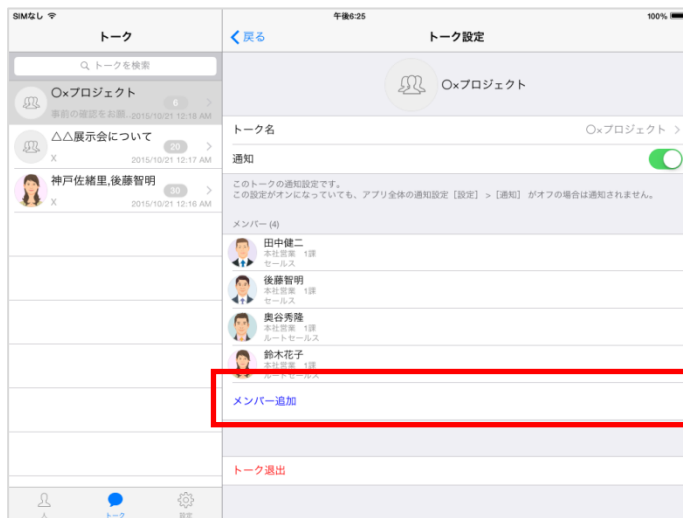 SIMなし 午後6:25 100%
トーク
トークを検索
○×プロジェクト
6
事前の確認をお願... 2015/10/21 12:18 AM
△△展示会について
20
X 2015/10/21 12:17 AM
神戸佐緒里,後藤智明
30
X 2015/10/21 12:16 AM
人
トーク
設定
戻る
トーク設定
○×プロジェクト
トーク名 ○×プロジェクト
通知
このトークの通知設定です。
この設定がオンになっていても、アプリ全体の通知設定［設定］ > ［通知］ がオフの場合は通知されません。
メンバー (4)
田中健二
本社営業 1課
セールス
後藤智明
本社営業 1課
セールス
奥谷秀隆
本社営業 1課
ルートセールス
鈴木花子
本社営業 1課
ルートセールス
メンバー追加
トーク退出